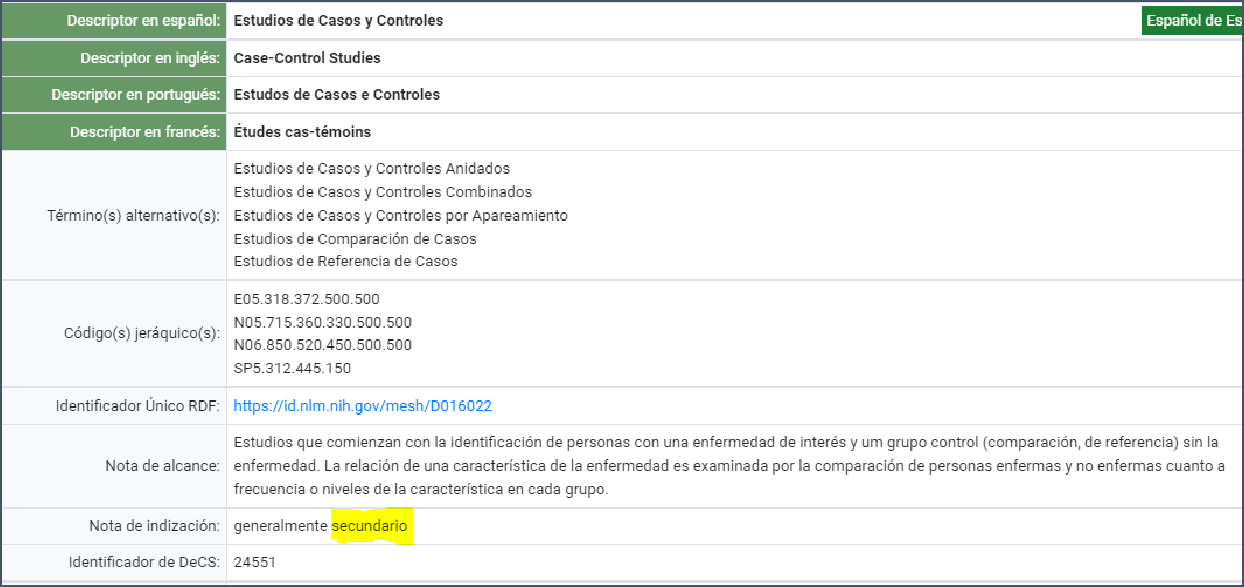 Descriptor en español: Estudios de Casos y Controles Español de Es
Descriptor en inglés: Case-Control Studies
Descriptor en portugués: Estudos de Casos e Controles
Descriptor en francés: Études cas-témoins
Término(s) alternativo(s):
Estudios de Casos y Controles Anidados
Estudios de Casos y Controles Combinados
Estudios de Casos y Controles por Apareamiento
Estudios de Comparación de Casos
Estudios de Referencia de Casos
Código(s) jeráquico(s):
E05.318.372.500.500
N05.715.360.330.500.500
N06.850.520.450.500.500
SP5.312.445.150
Identificador Único RDF: https://id.nlm.nih.gov/mesh/D016022
Nota de alcance:
Estudios que comienzan con la identificación de personas con una enfermedad de interés y um grupo control (comparación, de referencia) sin la
enfermedad. La relación de una característica de la enfermedad es examinada por la comparación de personas enfermas y no enfermas cuanto a
frecuencia o niveles de la característica en cada grupo.
Nota de indización: generalmente secundario
Identificador de DeCS: 24551